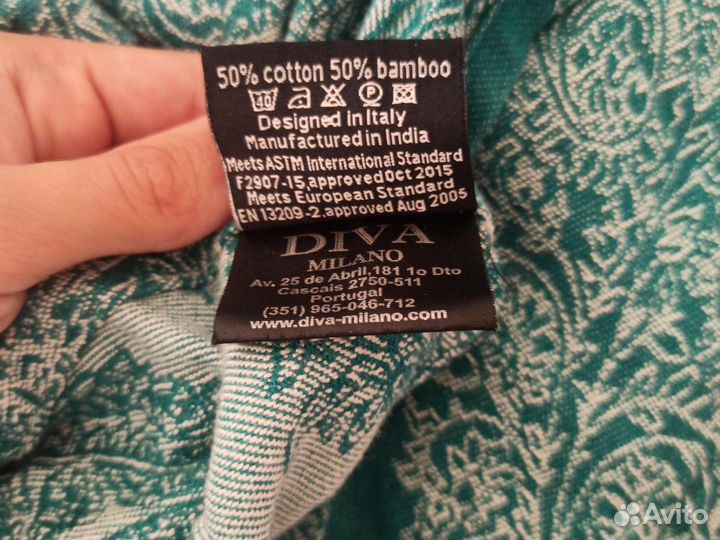 50% cotton 50% bamboo
40
Designed in Italy
Manufactured in India
Meets ASTM International Standard
F2907-15,approved Oct 2015
Meets European Standard
EN 13209-2,approved Aug 2005
DIVA
MILANO
Av. 25 de Abril,181 1o Dto
Cascais 2750-511
Portugal
(351) 965-046-712
www.diva-milano.com
Avito